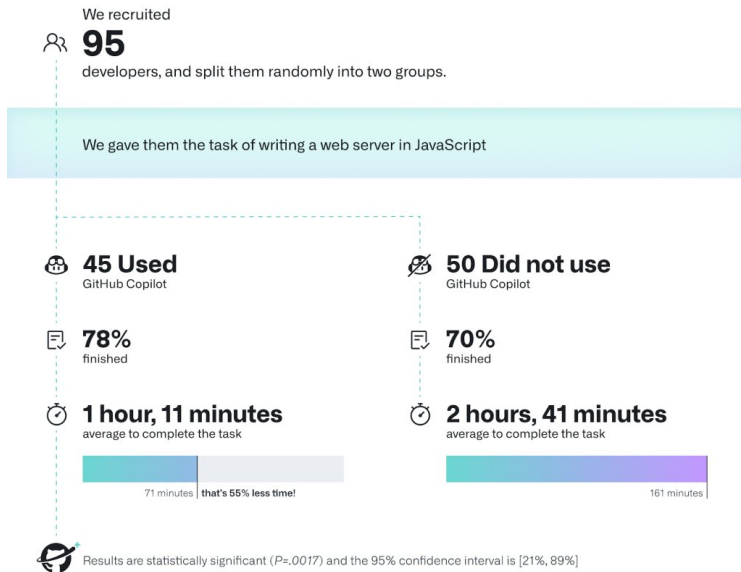 We recruited
95
developers, and split them randomly into two groups.
We gave them the task of writing a web server in JavaScript
45 Used
GitHub Copilot
78%
finished
1 hour, 11 minutes
average to complete the task
71 minutes
that's 55% less time!
50 Did not use
GitHub Copilot
70%
finished
2 hours, 41 minutes
average to complete the task
161 minutes
Results are statistically significant (P=.0017) and the 95% confidence interval is [21%, 89%]